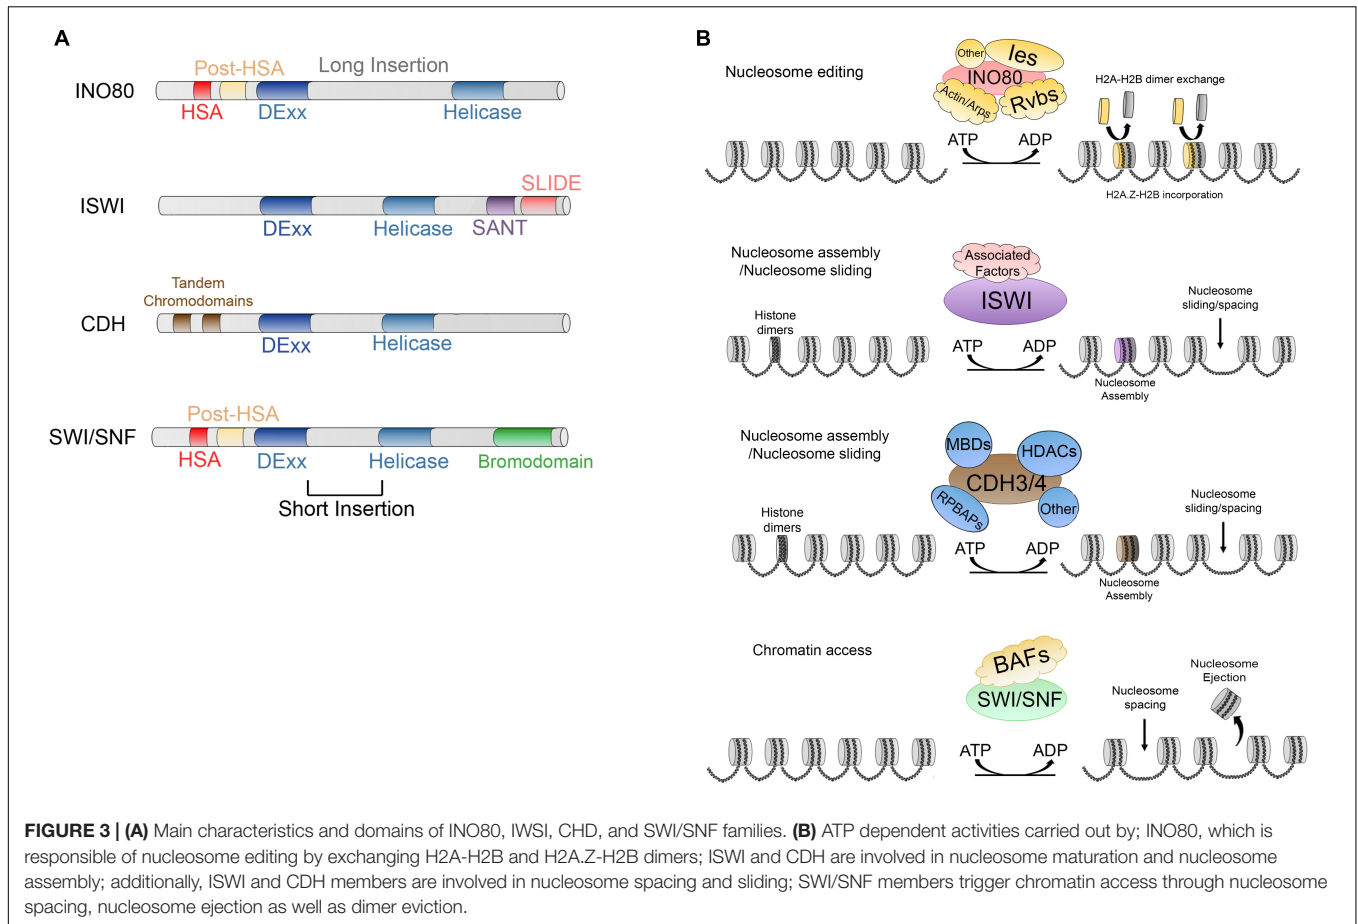 A
Post-HSA
Long Insertion
INO80
HSA
DExx
Helicase
SLIDE
ISWI
DExx
Helicase
SANT
Tandem
Chromodomains
CDH
DExx
Helicase
Post-HSA
SWI/SNF
HSA
DExx
Helicase
Bromodomain
Short Insertion
B
Nucleosome editing
Other
Ies
INO80
Actin/Arps
Rvbs
ATP
ADP
H2A-H2B dimer exchange
H2A.Z-H2B incorporation
Nucleosome assembly
/Nucleosome sliding
Associated
Factors
ISWI
Histone
dimers
ATP
ADP
Nucleosome
sliding/spacing
Nucleosome
Assembly
Nucleosome assembly
/Nucleosome sliding
MBDs
HDACs
CDH3/4
RPBAPs
Other
Histone
dimers
ATP
ADP
Nucleosome
sliding/spacing
Nucleosome
Assembly
Chromatin access
BAFs
SWI/SNF
ATP
ADP
Nucleosome
spacing
Nucleosome
Ejection
FIGURE 3 | (A) Main characteristics and domains of INO80, IWSI, CHD, and SWI/SNF families. (B) ATP dependent activities carried out by; INO80, which is
responsible of nucleosome editing by exchanging H2A-H2B and H2A.Z-H2B dimers; ISWI and CDH are involved in nucleosome maturation and nucleosome
assembly; additionally, ISWI and CDH members are involved in nucleosome spacing and sliding; SWI/SNF members trigger chromatin access through nucleosome
spacing, nucleosome ejection as well as dimer eviction.